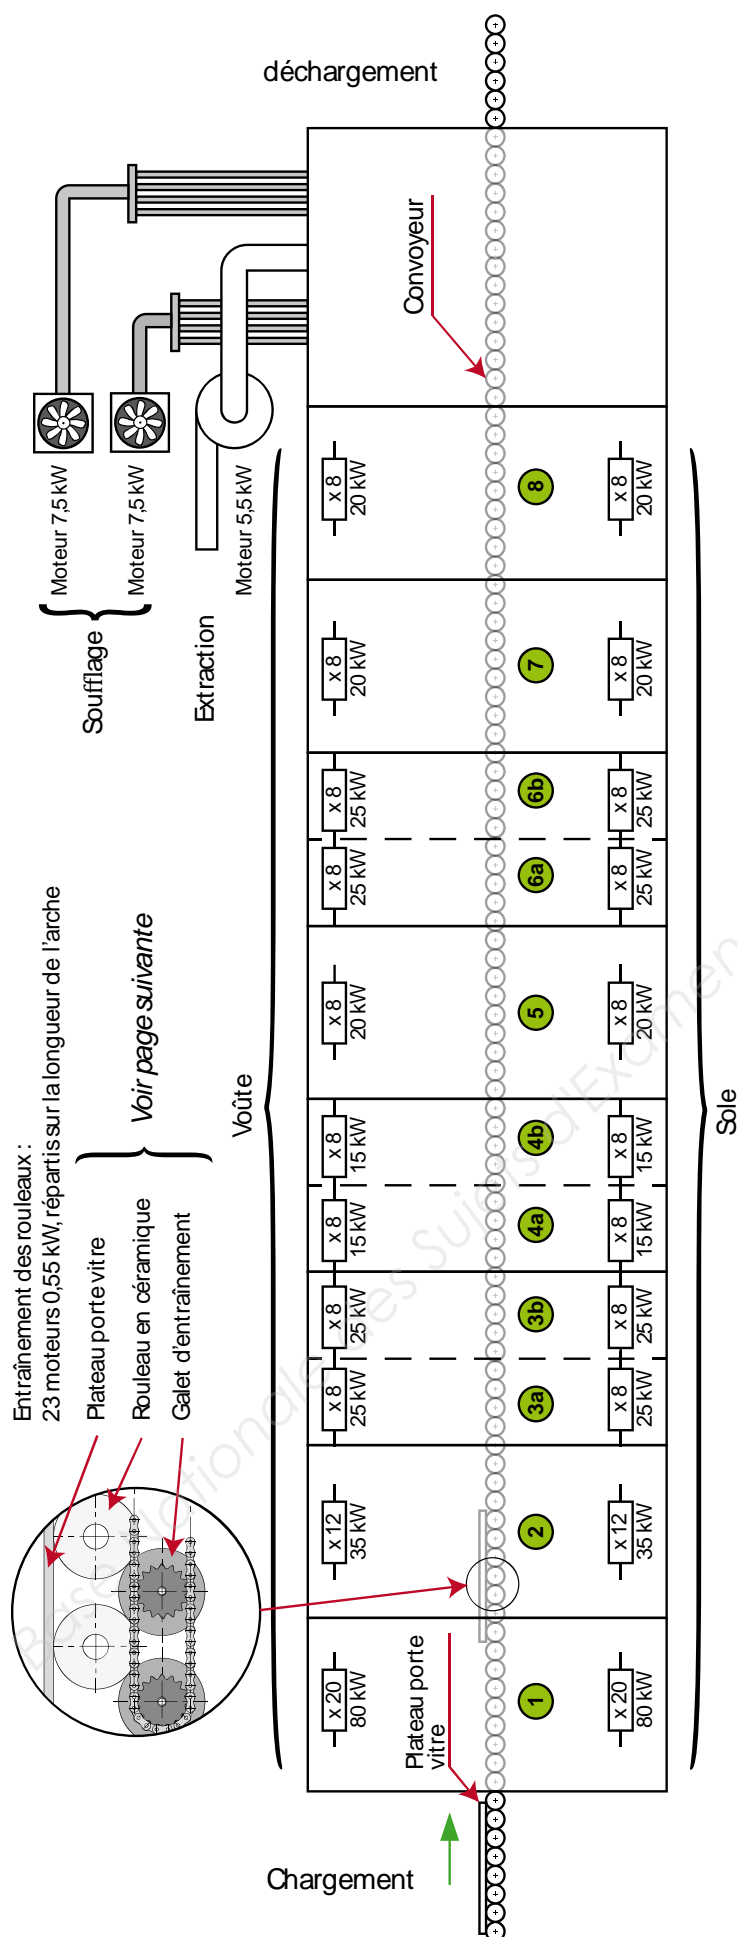 Entraînement des rouleaux :
23 moteurs 0,55 kW, répartis sur la longueur de l'arche
Plateau porte vitre
Rouleau en céramique
Galet d'entraînement
Voir page suivante
Soufflage
Moteur 7,5 kW
Moteur 7,5 kW
Extraction
Moteur 5,5 kW
déchargement
Voûte
x 20
80 kW
x 12
35 kW
x 8
25 kW
x 8
25 kW
x 8
15 kW
x 8
15 kW
x 8
20 kW
x 8
25 kW
x 8
25 kW
x 8
20 kW
x 8
20 kW
Convoyeur
Plateau porte
vitre
Chargement
1
2
3a
3b
4a
4b
5
6a
6b
7
8
x 20
80 kW
x 12
35 kW
x 8
25 kW
x 8
25 kW
x 8
15 kW
x 8
15 kW
x 8
20 kW
x 8
25 kW
x 8
25 kW
x 8
20 kW
x 8
20 kW
Sole
Base Nationale des Sujets d'Examen